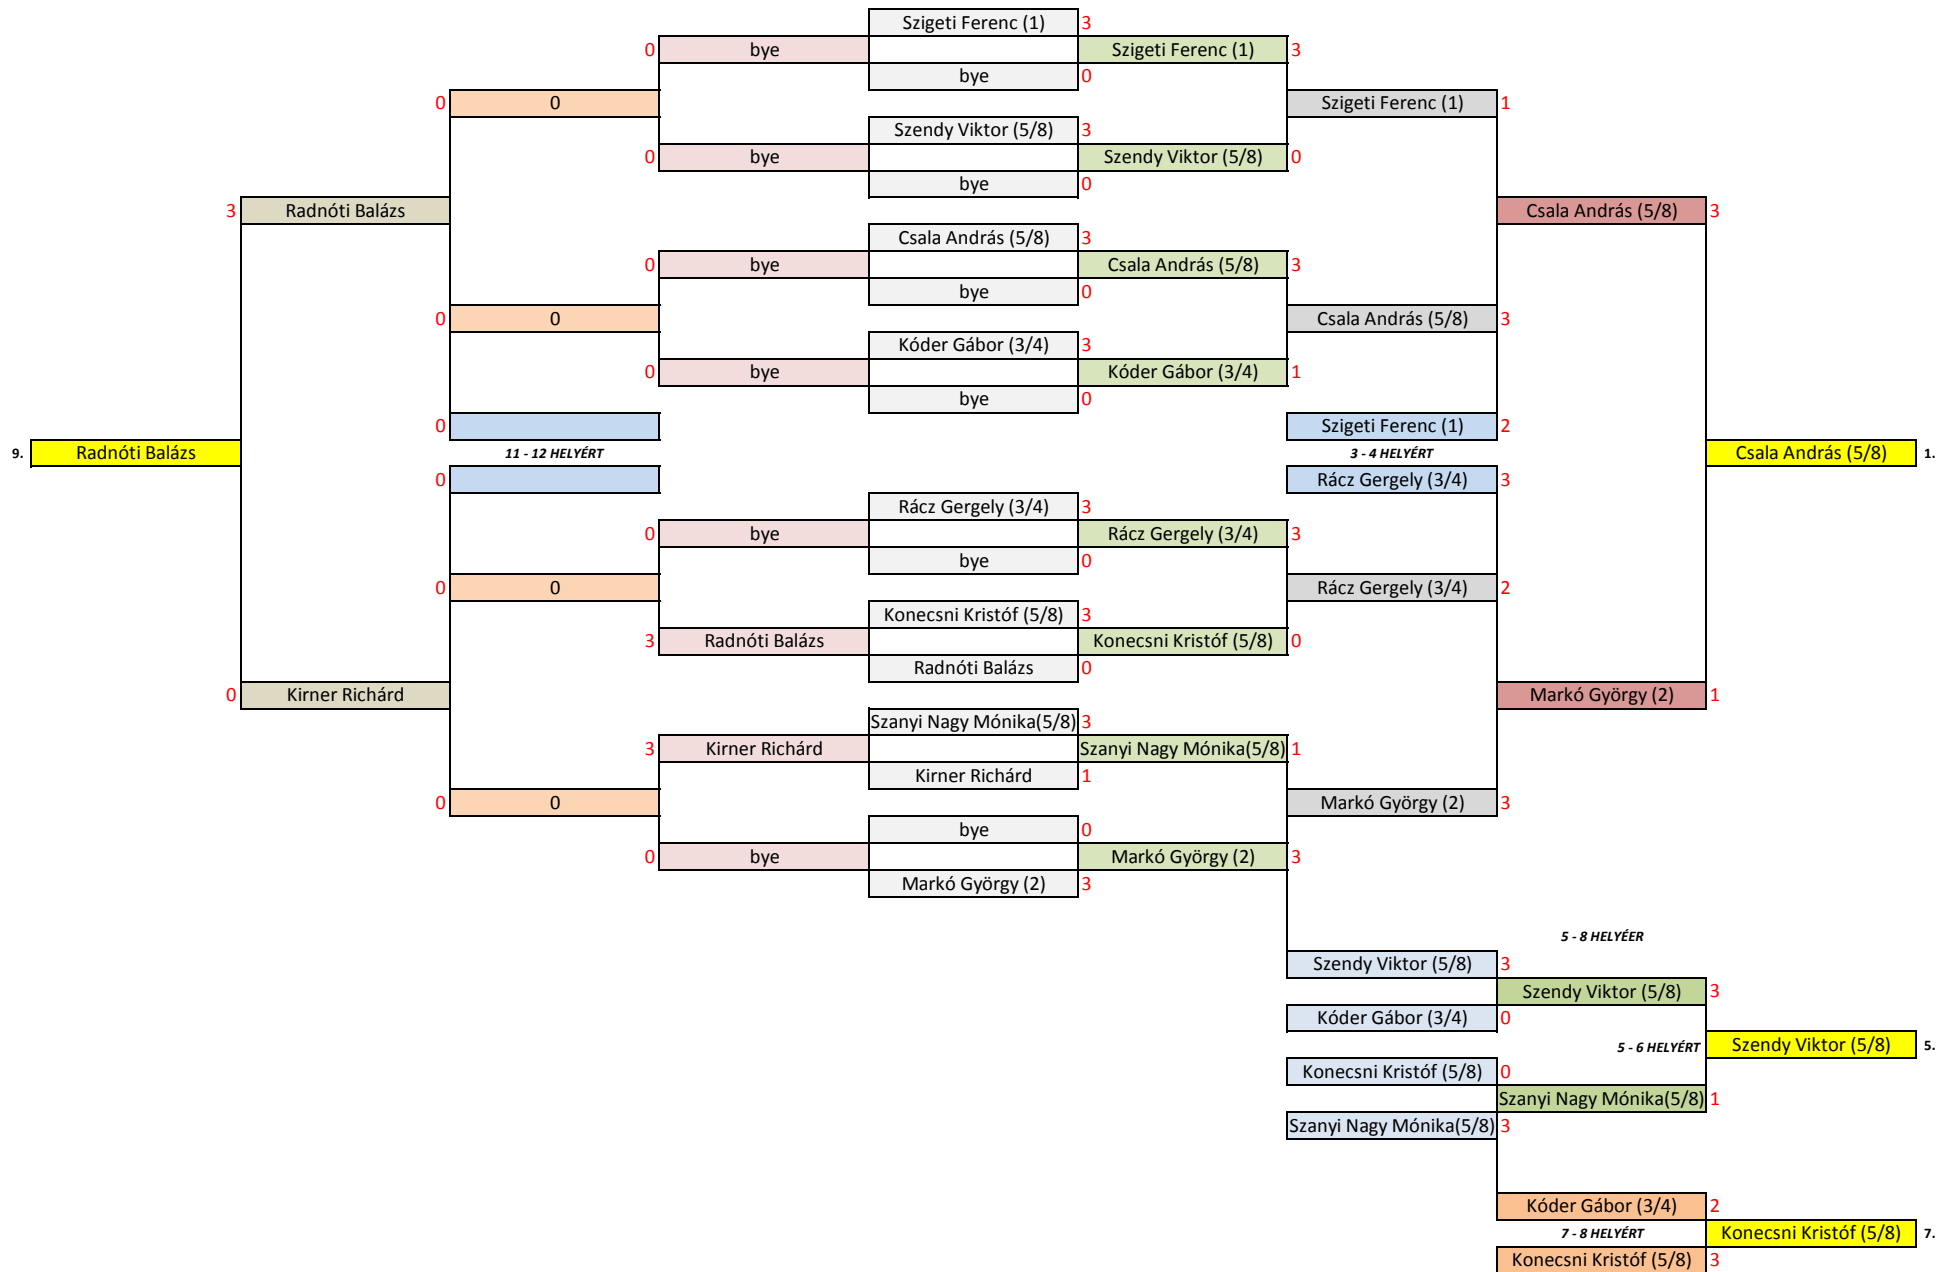 Szigeti Ferenc (1) 3
0 bye Szigeti Ferenc (1) 3
bye 0
0 0 Szigeti Ferenc (1) 1
Szendy Viktor (5/8) 3
0 bye Szendy Viktor (5/8) 0
bye 0
3 Radnóti Balázs Csala András (5/8) 3
Csala András (5/8) 3
0 bye Csala András (5/8) 3
bye 0
0 0 Csala András (5/8) 3
Kóder Gábor (3/4) 3
0 bye Kóder Gábor (3/4) 1
bye 0
0 Szigeti Ferenc (1) 2
9. Radnóti Balázs 11 - 12 HELYÉRT 3 - 4 HELYÉRT Csala András (5/8) 1.
0 Rácz Gergely (3/4) 3
Rácz Gergely (3/4) 3
0 bye Rácz Gergely (3/4) 3
bye 0
0 0 Rácz Gergely (3/4) 2
Konecsni Kristóf (5/8) 3
3 Radnóti Balázs Konecsni Kristóf (5/8) 0
Radnóti Balázs 0
0 Kirner Richárd Markó György (2) 1
Szanyi Nagy Mónika(5/8) 3
3 Kirner Richárd Szanyi Nagy Mónika(5/8) 1
Kirner Richárd 1
0 0 Markó György (2) 3
bye 0
0 bye Markó György (2) 3
Markó György (2) 3
5 - 8 HELYÉER
Szendy Viktor (5/8) 3
Szendy Viktor (5/8) 3
Kóder Gábor (3/4) 0
5 - 6 HELYÉRT Szendy Viktor (5/8) 5.
Konecsni Kristóf (5/8) 0
Szanyi Nagy Mónika(5/8) 1
Szanyi Nagy Mónika(5/8) 3
Kóder Gábor (3/4) 2
7 - 8 HELYÉRT Konecsni Kristóf (5/8) 7.
Konecsni Kristóf (5/8) 3